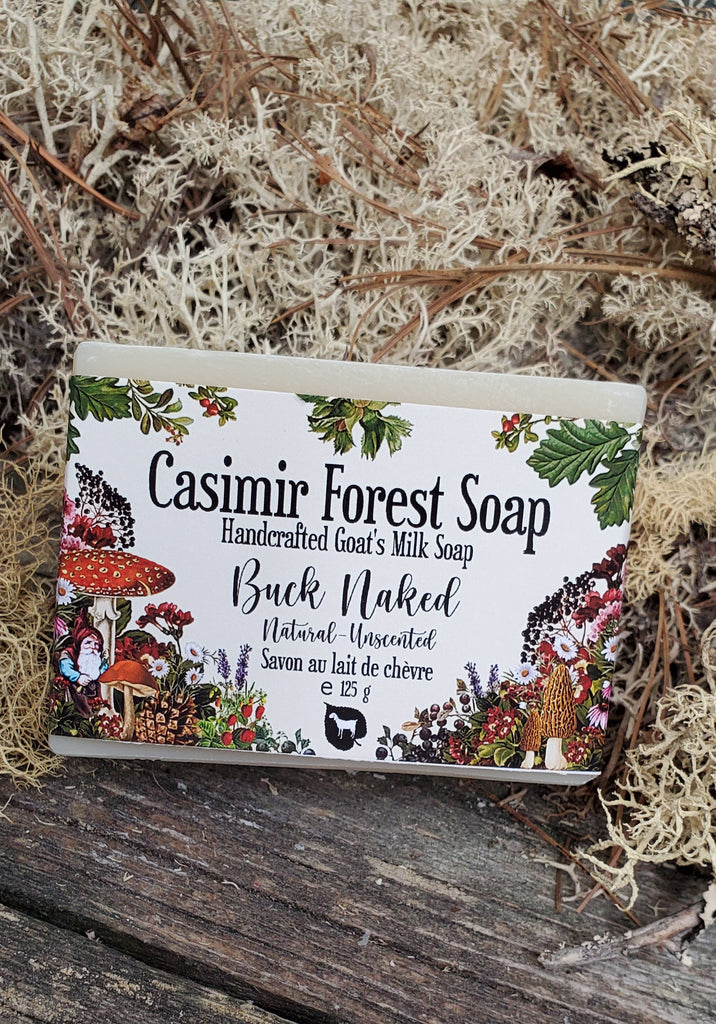 Casimir Forest Soap
Handcrafted Goat's Milk Soap
Buck Naked
Natural-Unscented
Savon au lait de chèvre
℮ 125 g